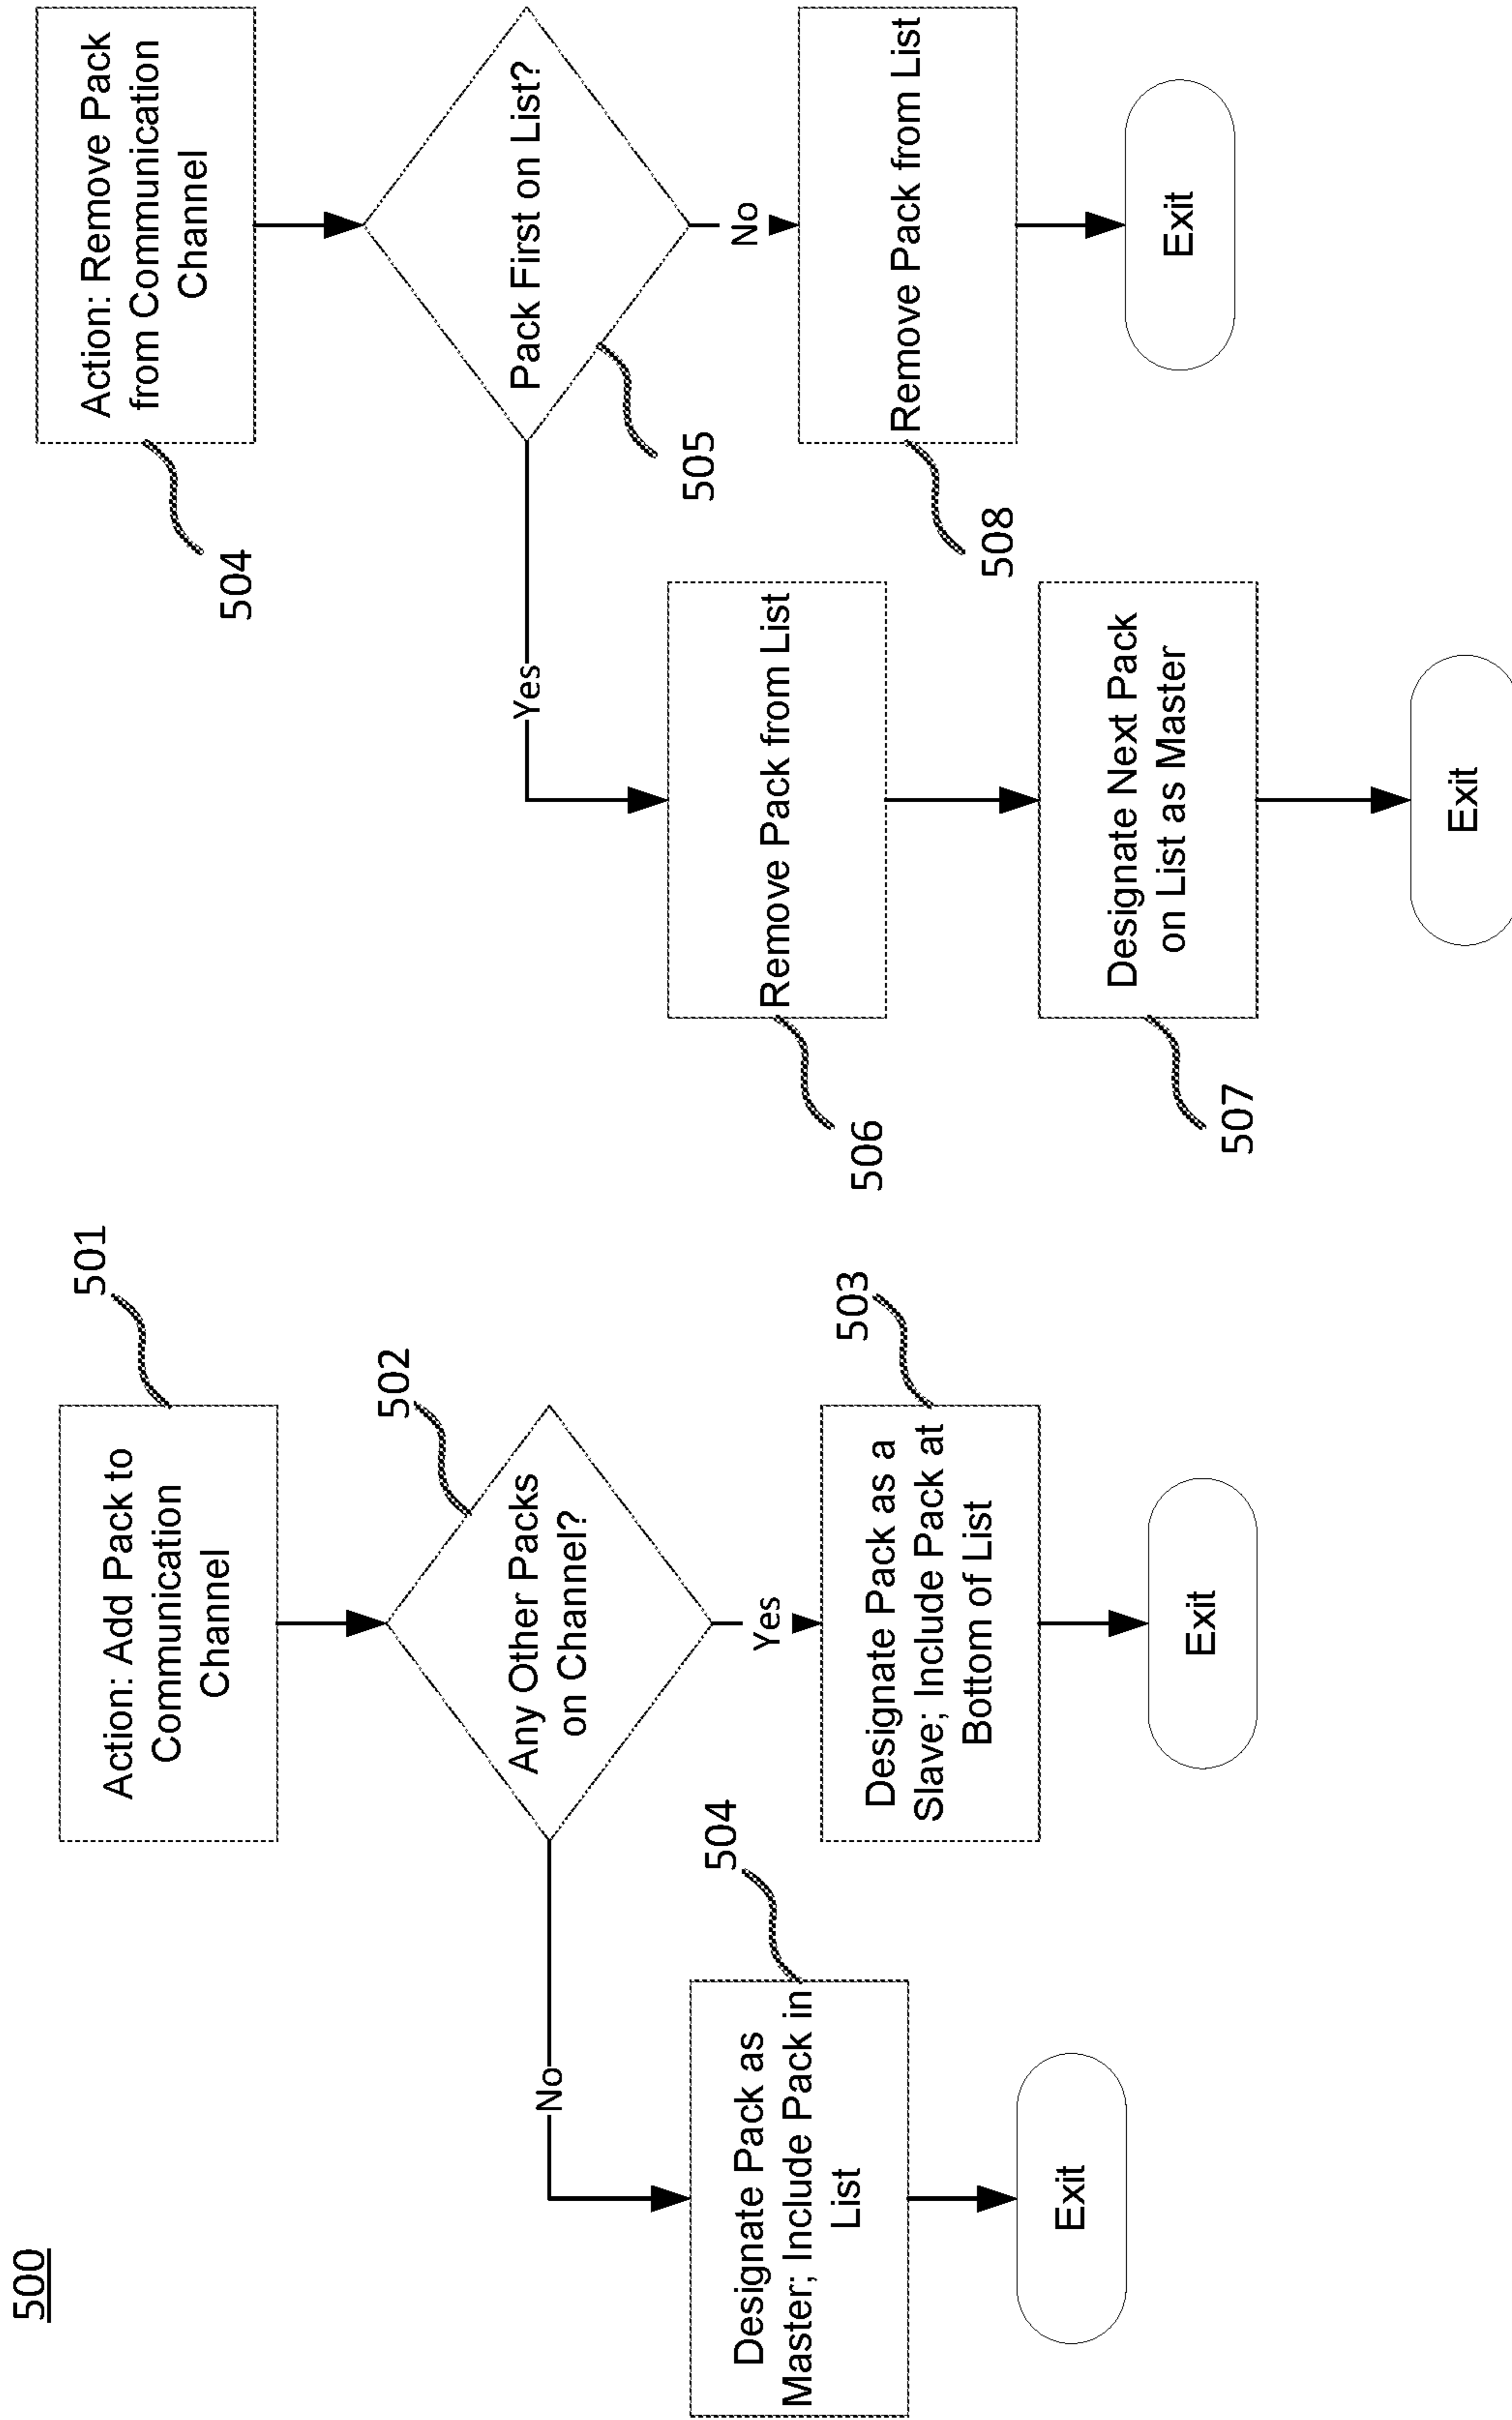 500
Action: Add Pack to
Communication
Channel
501
Any Other Packs
on Channel?
502
No
Yes
Designate Pack as
Master; Include Pack in
List
504
Designate Pack as a
Slave; Include Pack at
Bottom of List
503
Exit
Exit
Action: Remove Pack
from Communication
Channel
504
Pack First on List?
505
Yes
No
Remove Pack from List
506
Remove Pack from List
508
Designate Next Pack
on List as Master
507
Exit
Exit